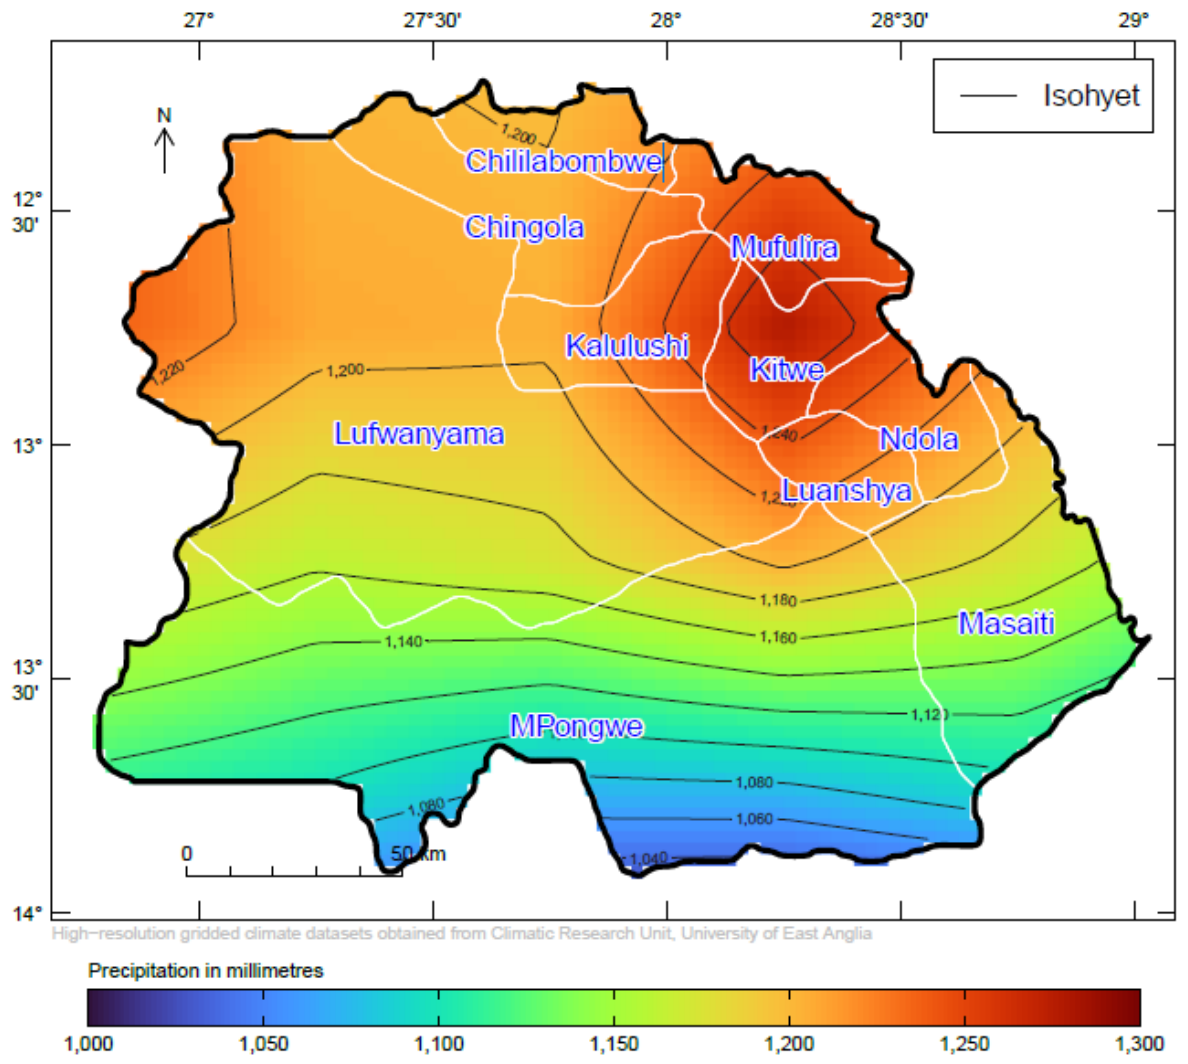 27° 27°30' 28° 28°30' 29°
Isohyet
N
1,200
Chililabombwe
12°
30'
Chingola
Mufulira
Kalulushi
1,220
1,200
Kitwe
13°
Lufwanyama
1,240
Ndola
Luanshya
1,180
1,160
Masaiti
1,140
13°
30'
1,120
MPongwe
1,080
1,080
1,060
0 50 km
1,040
14°
High-resolution gridded climate datasets obtained from Climatic Research Unit, University of East Anglia
Precipitation in millimetres
1,000 1,050 1,100 1,150 1,200 1,250 1,300